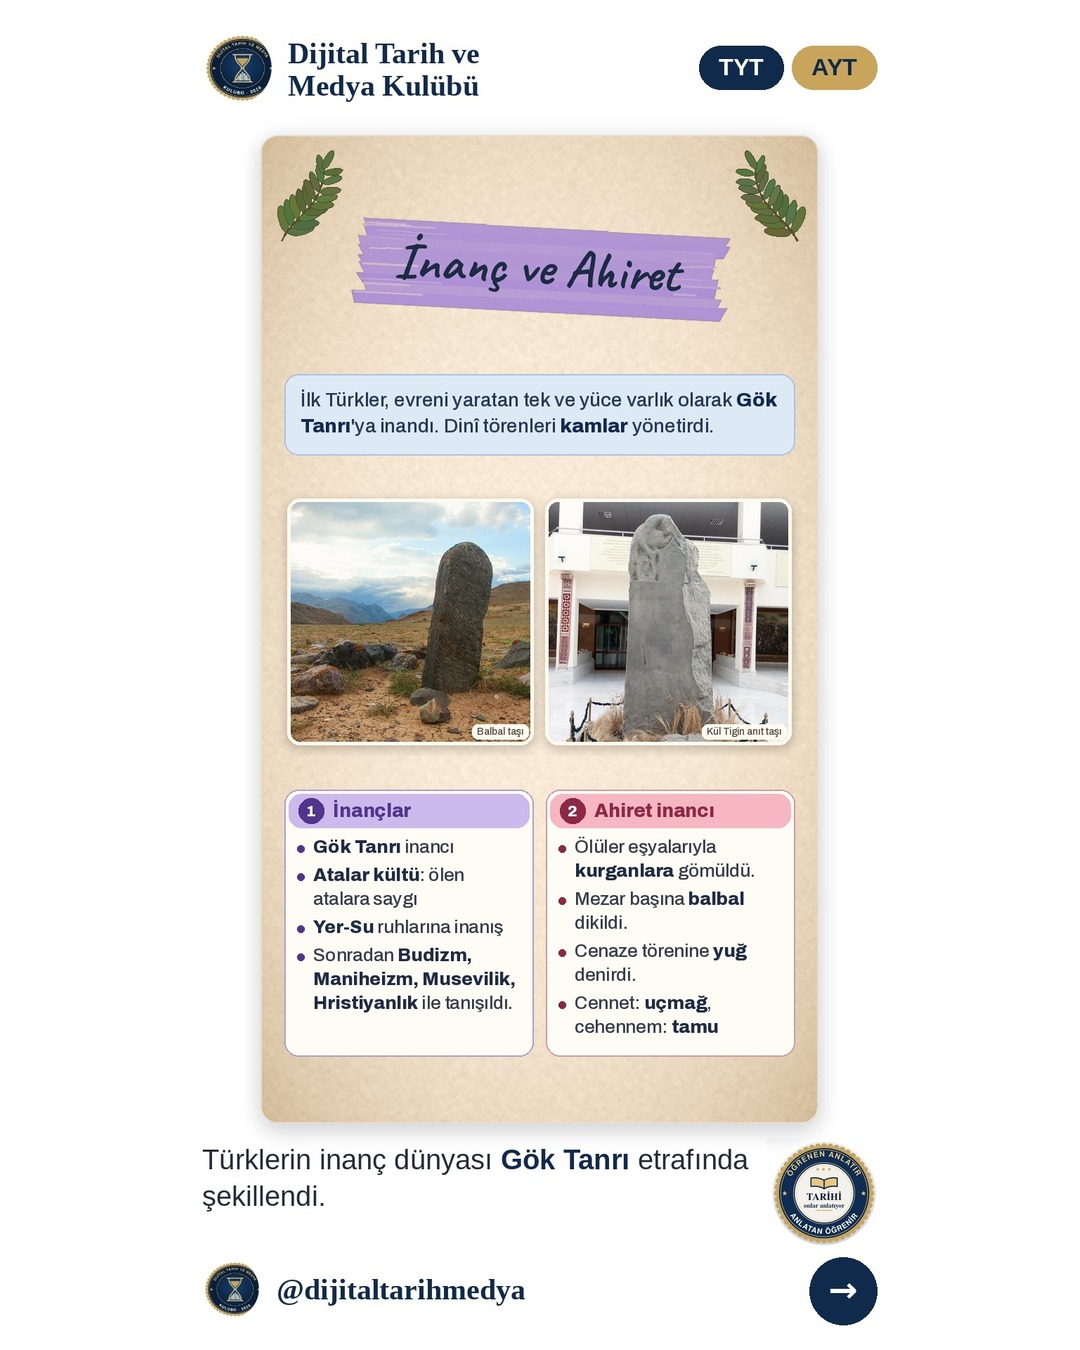 Dijital Tarih ve
Medya Kulübü
TYT
AYT
İnanç ve Ahiret
İlk Türkler, evreni yaratan tek ve yüce varlık olarak Gök
Tanrı'ya inandı. Dinî törenleri kamlar yönetirdi.
Balbal taşı
Kül Tigin anıt taşı
1 İnançlar
Gök Tanrı inancı
Atalar kültü: ölen
atalara saygı
Yer-Su ruhlarına inanış
Sonradan Budizm,
Maniheizm, Musevilik,
Hristiyanlık ile tanışıldı.
2 Ahiret inancı
Ölüler eşyalarıyla
kurganlara gömüldü.
Mezar başına balbal
dikildi.
Cenaze törenine yuğ
denirdi.
Cennet: uçmağ,
cehennem: tamu
Türklerin inanç dünyası Gök Tanrı etrafında
şekillendi.
ÖĞRENEN ANLATIR
TARİHİ
onlar anlatıyor
ANLATAN ÖĞRENİR
@dijitaltarihmedya
→